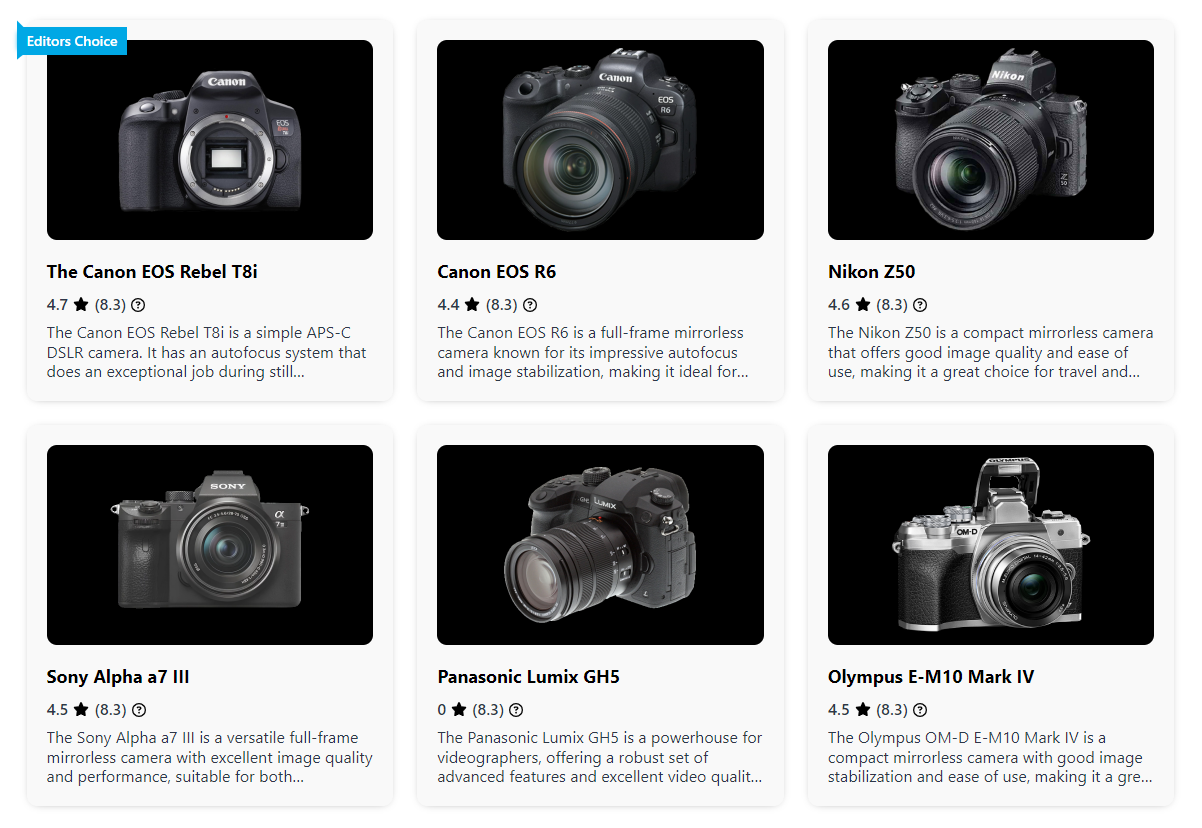 Editors Choice
Canon
EOS
Canon
EOS
R6
Nikon
Z
50
The Canon EOS Rebel T8i
4.7 (8.3)
The Canon EOS Rebel T8i is a simple APS-C
DSLR camera. It has an autofocus system that
does an exceptional job during still...
Canon EOS R6
4.4 (8.3)
The Canon EOS R6 is a full-frame mirrorless
camera known for its impressive autofocus
and image stabilization, making it ideal for...
Nikon Z50
4.6 (8.3)
The Nikon Z50 is a compact mirrorless camera
that offers good image quality and ease of
use, making it a great choice for travel and...
SONY
α
7III
LUMIX
OLYMPUS
OM-D
Sony Alpha a7 III
4.5 (8.3)
The Sony Alpha a7 III is a versatile full-frame
mirrorless camera with excellent image quality
and performance, suitable for both...
Panasonic Lumix GH5
0 (8.3)
The Panasonic Lumix GH5 is a powerhouse for
videographers, offering a robust set of
advanced features and excellent video qualit...
Olympus E-M10 Mark IV
4.5 (8.3)
The Olympus OM-D E-M10 Mark IV is a
compact mirrorless camera with good image
stabilization and ease of use, making it a gre...